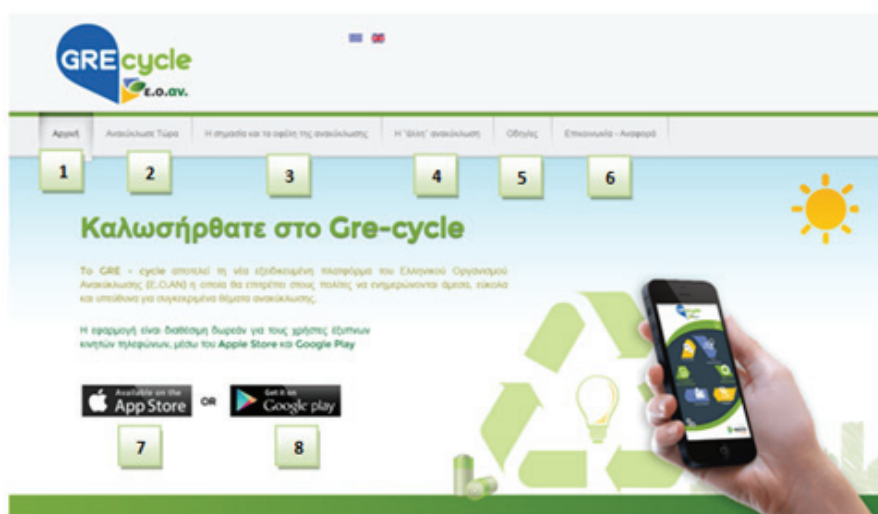 GREcycle
ε.ο.αν.
Αρχική Ανακύκλωσε Τώρα Η σημασία και τα οφέλη της ανακύκλωσης Η "άλλη" ανακύκλωση Οδηγίες Επικοινωνία - Αναφορά
1 2 3 4 5 6
Καλωσήρθατε στο Gre-cycle
Το GRE - cycle αποτελεί τη νέα εξειδικευμένη πλατφόρμα του Ελληνικού Οργανισμού
Ανακύκλωσης (Ε.Ο.ΑΝ) η οποία θα επιτρέπει στους πολίτες να ενημερώνονται άμεσα, εύκολα
και υπεύθυνα για συγκεκριμένα θέματα ανακύκλωσης.
Η εφαρμογή είναι διαθέσιμη δωρεάν για τους χρήστες έξυπνων
κινητών τηλεφώνων, μέσω του Apple Store και Google Play
Available on the
App Store
OR
Get it on
Google play
7 8
GREcycle